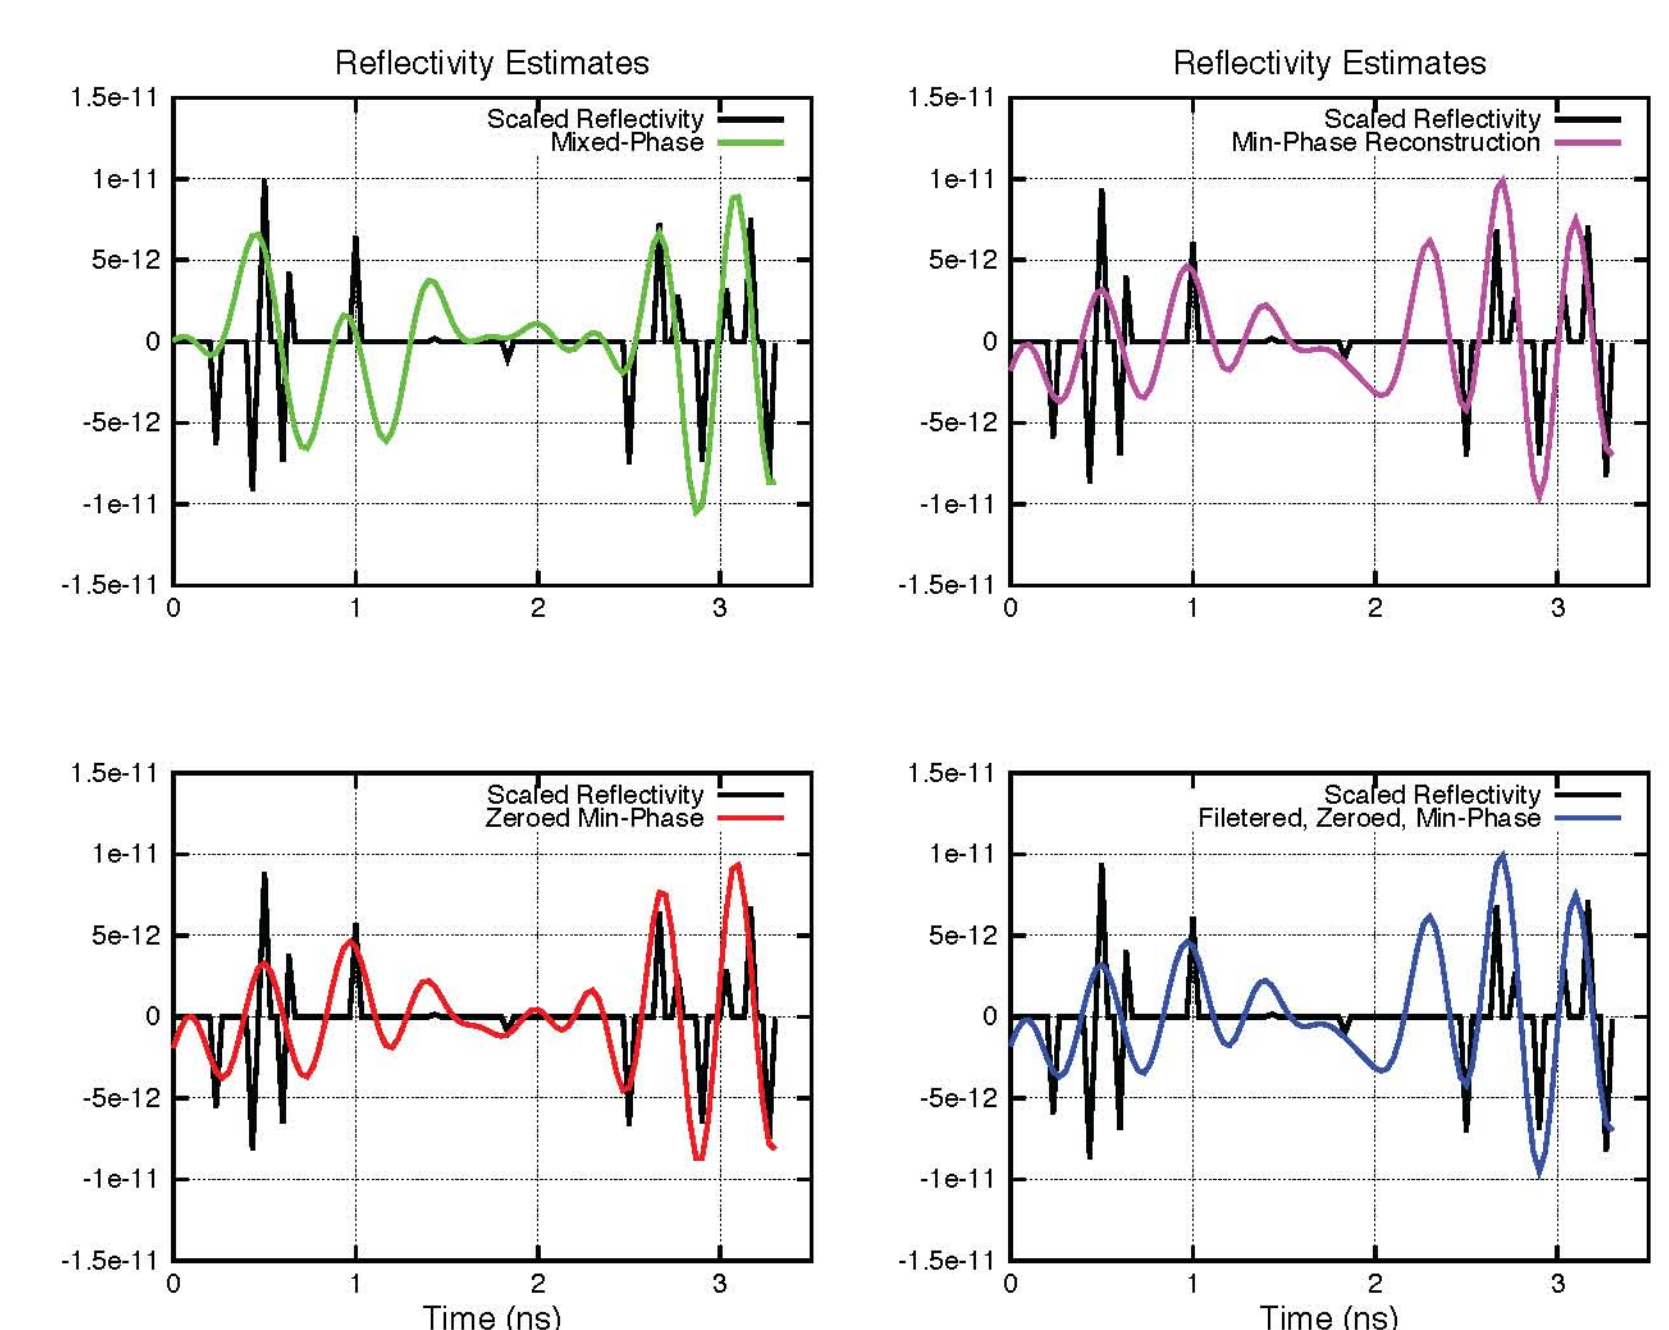 Reflectivity Estimates
1.5e-11
1e-11
5e-12
0
-5e-12
-1e-11
-1.5e-11
Scaled Reflectivity
Mixed-Phase
0 1 2 3
Reflectivity Estimates
1.5e-11
1e-11
5e-12
0
-5e-12
-1e-11
-1.5e-11
Scaled Reflectivity
Min-Phase Reconstruction
0 1 2 3
1.5e-11
1e-11
5e-12
0
-5e-12
-1e-11
-1.5e-11
Scaled Reflectivity
Zeroed Min-Phase
0 1 2 3
Time (ns)
1.5e-11
1e-11
5e-12
0
-5e-12
-1e-11
-1.5e-11
Scaled Reflectivity
Filetered, Zeroed, Min-Phase
0 1 2 3
Time (ns)